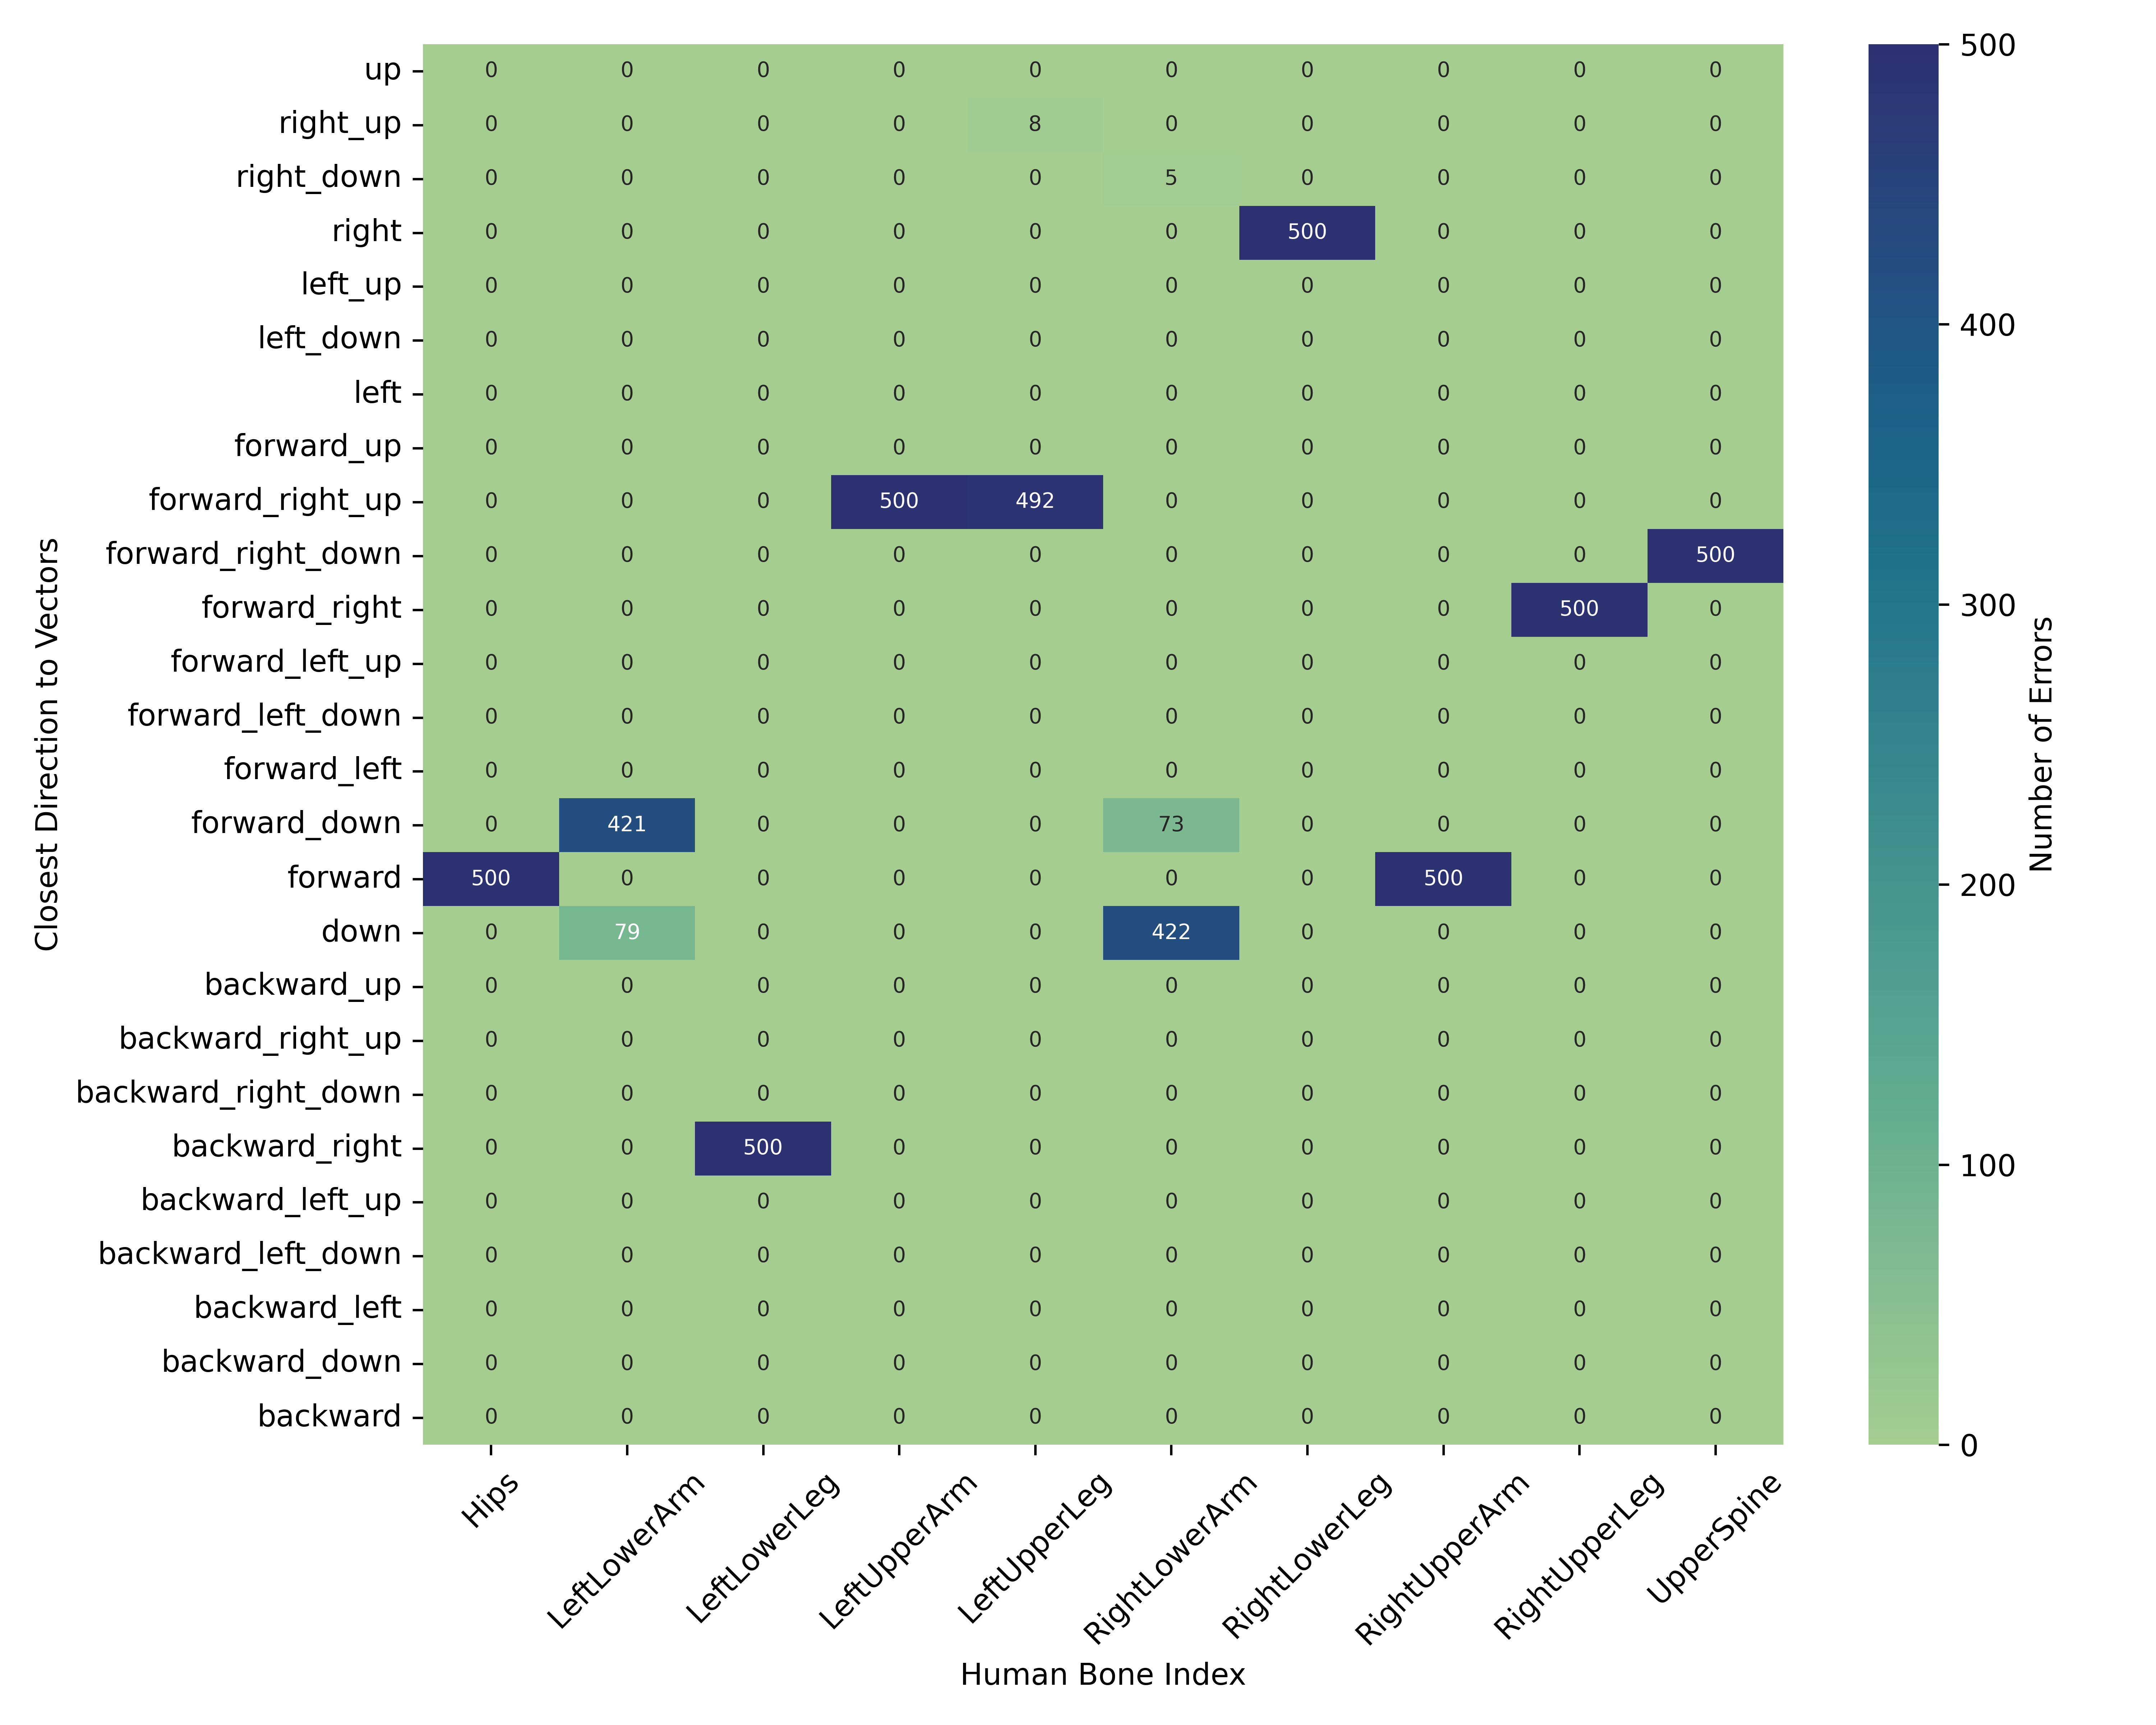 up 0 0 0 0 0 0 0 0 0 0
right_up 0 0 0 0 8 0 0 0 0 0
right_down 0 0 0 0 0 5 0 0 0 0
right 0 0 0 0 0 0 500 0 0 0
left_up 0 0 0 0 0 0 0 0 0 0
left_down 0 0 0 0 0 0 0 0 0 0
left 0 0 0 0 0 0 0 0 0 0
forward_up 0 0 0 0 0 0 0 0 0 0
forward_right_up 0 0 0 500 492 0 0 0 0 0
forward_right_down 0 0 0 0 0 0 0 0 0 500
forward_right 0 0 0 0 0 0 0 0 500 0
forward_left_up 0 0 0 0 0 0 0 0 0 0
forward_left_down 0 0 0 0 0 0 0 0 0 0
forward_left 0 0 0 0 0 0 0 0 0 0
forward_down 0 421 0 0 0 73 0 0 0 0
forward 500 0 0 0 0 0 0 500 0 0
down 0 79 0 0 0 422 0 0 0 0
backward_up 0 0 0 0 0 0 0 0 0 0
backward_right_up 0 0 0 0 0 0 0 0 0 0
backward_right_down 0 0 0 0 0 0 0 0 0 0
backward_right 0 0 500 0 0 0 0 0 0 0
backward_left_up 0 0 0 0 0 0 0 0 0 0
backward_left_down 0 0 0 0 0 0 0 0 0 0
backward_left 0 0 0 0 0 0 0 0 0 0
backward_down 0 0 0 0 0 0 0 0 0 0
backward 0 0 0 0 0 0 0 0 0 0
Closest Direction to Vectors
Hips
LeftLowerArm
LeftLowerLeg
LeftUpperArm
LeftUpperLeg
RightLowerArm
RightLowerLeg
RightUpperArm
RightUpperLeg
UpperSpine
Human Bone Index
500
400
300
200
100
0
Number of Errors